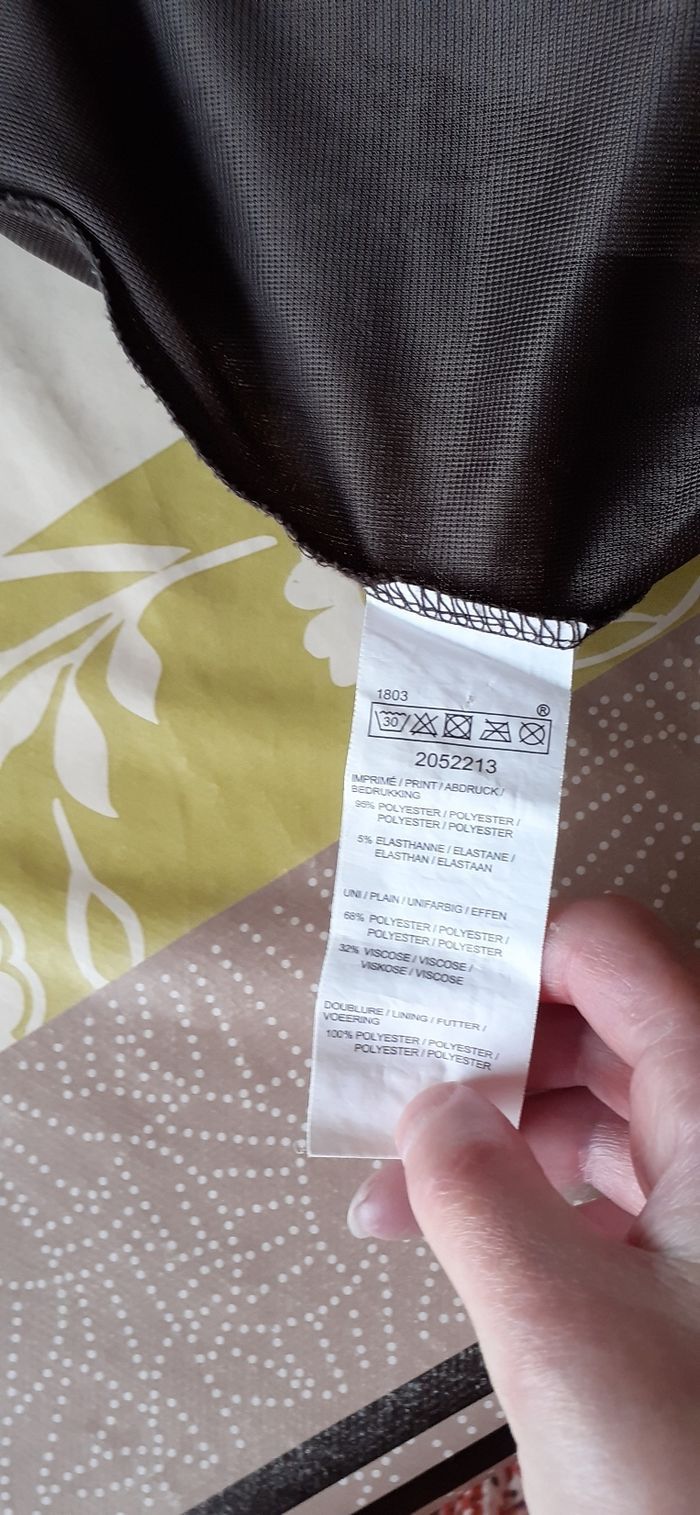 1803
®
30
2052213
IMPRIMÉ / PRINT / ABDRUCK /
BEDRUKKING
95% POLYESTER / POLYESTER /
POLYESTER / POLYESTER
5% ELASTHANNE / ELASTANE /
ELASTHAN / ELASTAAN
UNI / PLAIN / UNIFARBIG / EFFEN
68% POLYESTER / POLYESTER /
POLYESTER / POLYESTER
32% VISCOSE / VISCOSE /
VISKOSE / VISCOSE
DOUBLURE / LINING / FUTTER /
VOERING
100% POLYESTER / POLYESTER /
POLYESTER / POLYESTER